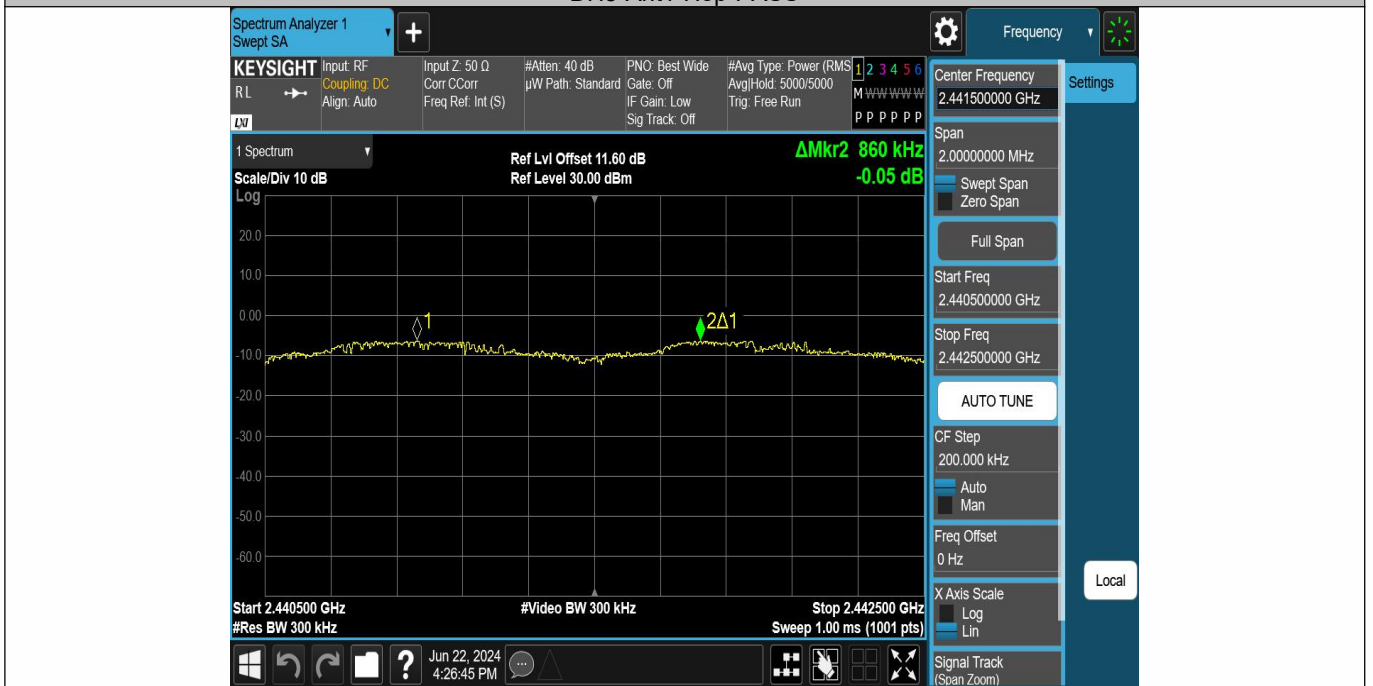 Spectrum Analyzer 1
Swept SA
+
Frequency
KEYSIGHT
RL
LXI
Input: RF
Coupling: DC
Align: Auto
Input Z: 50 Ω
Corr CCorr
Freq Ref: Int (S)
#Atten: 40 dB
µW Path: Standard
PNO: Best Wide
Gate: Off
IF Gain: Low
Sig Track: Off
#Avg Type: Power (RMS
Avg|Hold: 5000/5000
Trig: Free Run
1 2 3 4 5 6
M W W W W W
P P P P P P
1 Spectrum
Scale/Div 10 dB
Log
Ref Lvl Offset 11.60 dB
Ref Level 30.00 dBm
ΔMkr2 860 kHz
-0.05 dB
20.0
10.0
0.00
-10.0
-20.0
-30.0
-40.0
-50.0
-60.0
1
2Δ1
Start 2.440500 GHz
#Res BW 300 kHz
#Video BW 300 kHz
Stop 2.442500 GHz
Sweep 1.00 ms (1001 pts)
Center Frequency
2.441500000 GHz
Settings
Span
2.00000000 MHz
Swept Span
Zero Span
Full Span
Start Freq
2.440500000 GHz
Stop Freq
2.442500000 GHz
AUTO TUNE
CF Step
200.000 kHz
Auto
Man
Freq Offset
0 Hz
X Axis Scale
Log
Lin
Local
Signal Track
(Span Zoom)
?
Jun 22, 2024
4:26:45 PM